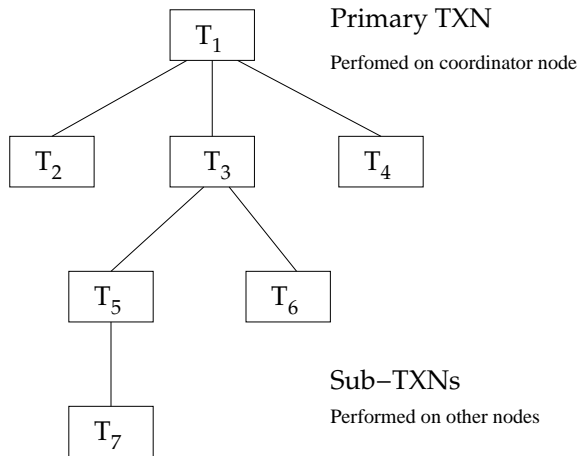 T1
Primary TXN
Perfomed on coordinator node
T2 T3 T4
T5 T6
Sub−TXNs
Performed on other nodes
T7